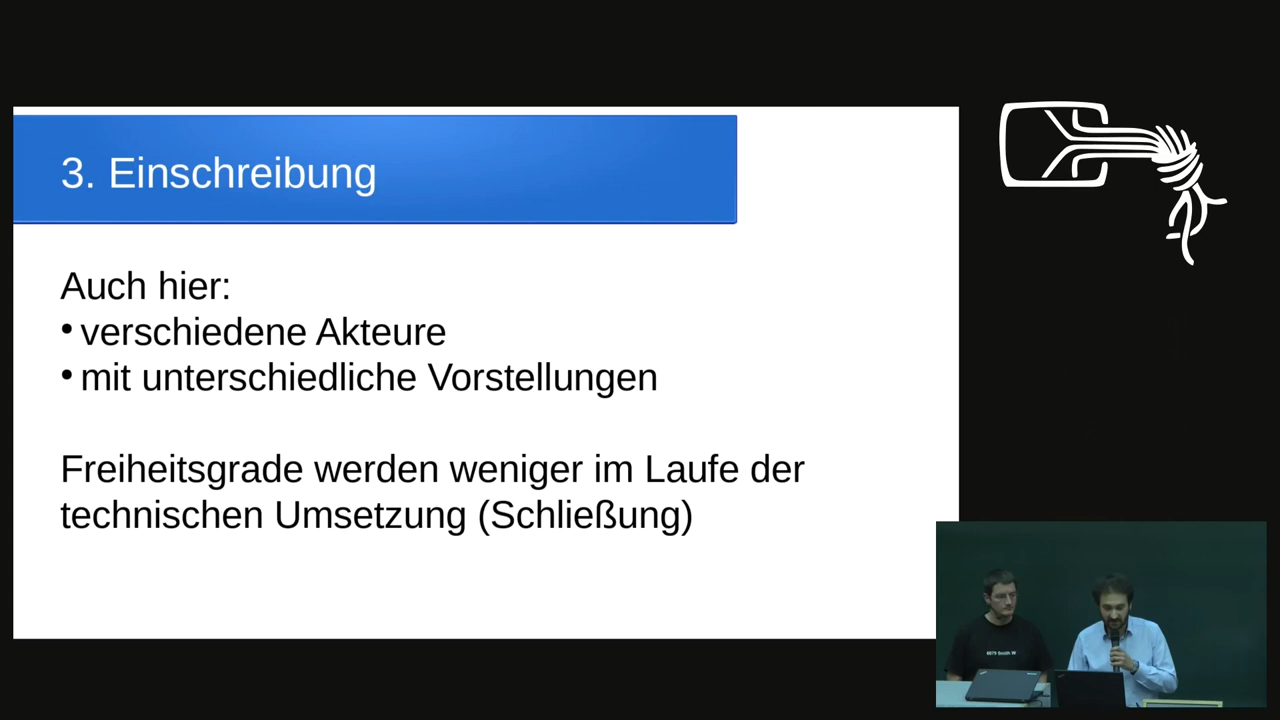 3. Einschreibung
Auch hier:
• verschiedene Akteure
• mit unterschiedliche Vorstellungen
Freiheitsgrade werden weniger im Laufe der
technischen Umsetzung (Schließung)